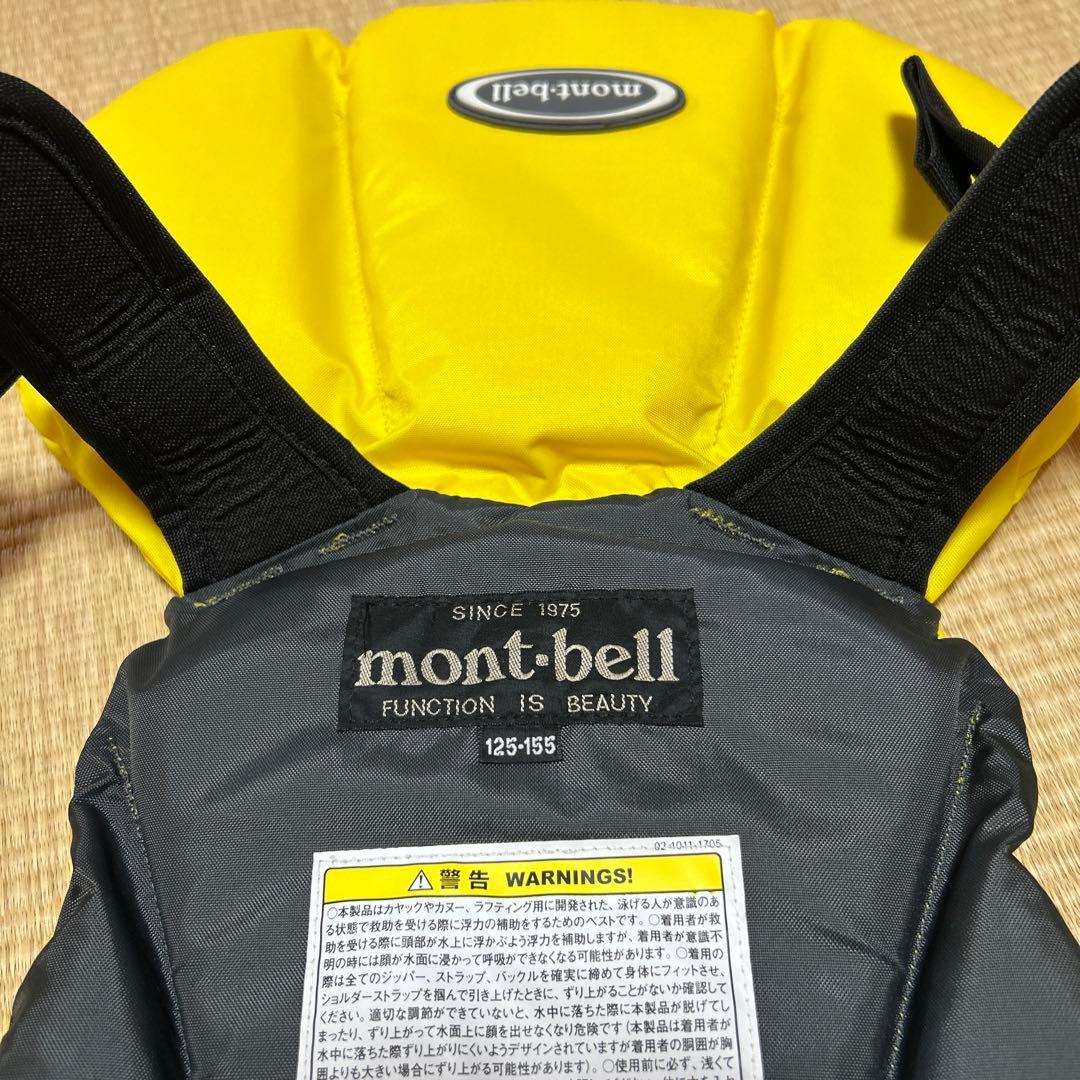 mont-bell
SINCE 1975
mont-bell
FUNCTION IS BEAUTY
125-155
92-4011-1705
警告 WARNINGS!
○本製品はカヤックやカヌー、ラフティング用に開発された、泳げる人が意識のあ
る状態で救助を受ける際に浮力の補助をするためのベストです。○着用者が救
助を受ける際に頭部が水上に浮かぶよう浮力を補助しますが、着用者が意識不
明の時には顔が水面に浸かって呼吸ができなくなる可能性があります。○着用の
際は全てのジッパー、ストラップ、バックルを確実に締めて身体にフィットさせ、
ショルダーストラップを掴んで引き上げたときに、ずり上がることがないか確認して
ください。適切な調節ができていないと、水中に落ちた際に本製品が脱げてし
まったり、ずり上がって水面上に顔を出せなくなり危険です(本製品は着用者が
水中に落ちた際ずり上がりにくいようデザインされていますが着用者の胴囲が胸
囲よりも大きい場合にずり上がる可能性があります)。○使用前に必ず、浅くて